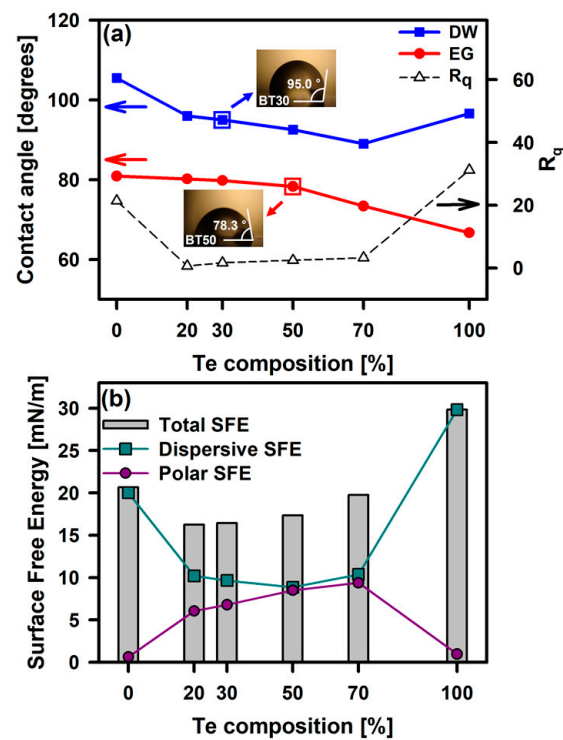 (a)
DW
EG
Rq
120
100
80
60
Contact angle [degrees]
95.0 °
BT30
78.3 °
BT50
60
40
20
0
Rq
0 20 30 50 70 100
Te composition [%]
(b)
Total SFE
Dispersive SFE
Polar SFE
30
25
20
15
10
5
0
Surface Free Energy [mN/m]
0 20 30 50 70 100
Te composition [%]